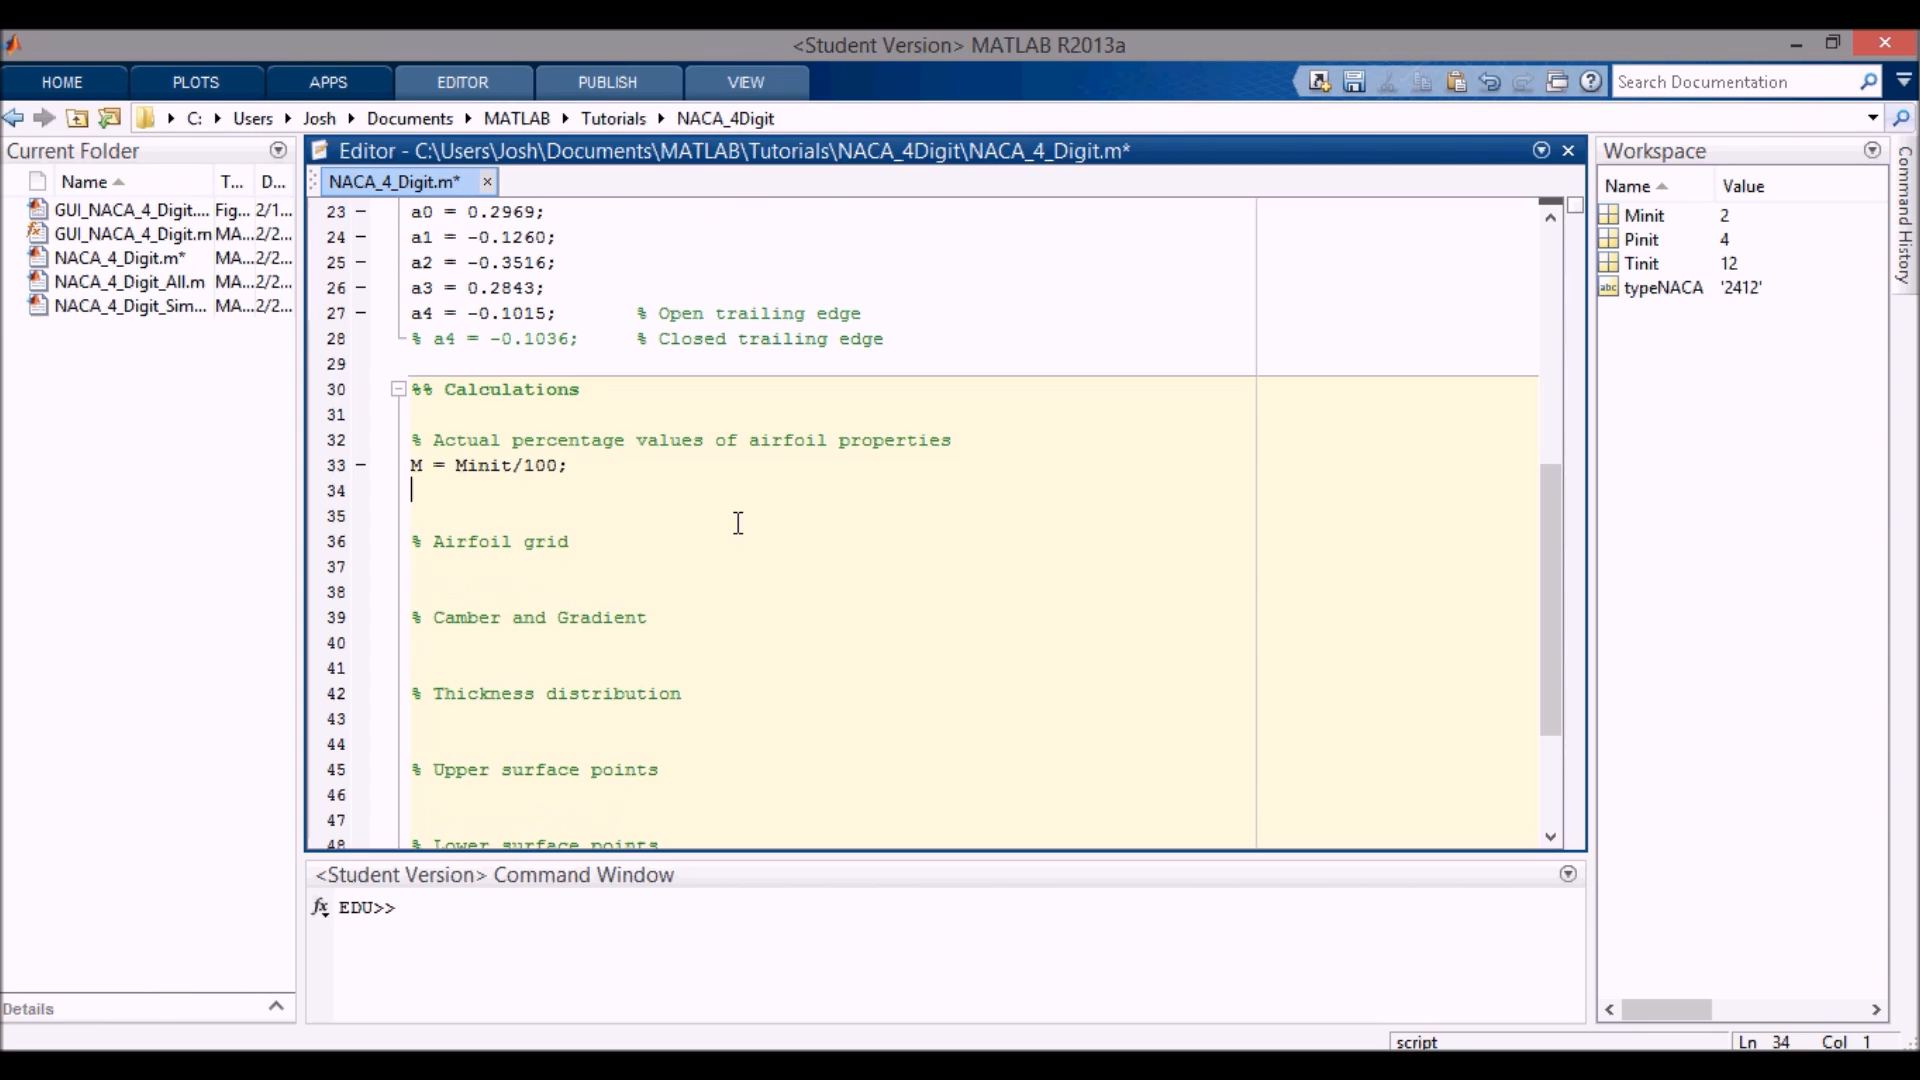 <Student Version> MATLAB R2013a
HOME PLOTS APPS EDITOR PUBLISH VIEW
Search Documentation
C: Users Josh Documents MATLAB Tutorials NACA_4Digit
Current Folder
Name T... D...
GUI_NACA_4_Digit.... Fig... 2/1...
GUI_NACA_4_Digit.m MA... 2/2...
NACA_4_Digit.m* MA... 2/2...
NACA_4_Digit_All.m MA... 2/2...
NACA_4_Digit_Sim... MA... 2/2...
Details
Editor - C:\Users\Josh\Documents\MATLAB\Tutorials\NACA_4Digit\NACA_4_Digit.m*
NACA_4_Digit.m*
23 - a0 = 0.2969;
24 - a1 = -0.1260;
25 - a2 = -0.3516;
26 - a3 = 0.2843;
27 - a4 = -0.1015; % Open trailing edge
28 % a4 = -0.1036; % Closed trailing edge
29
30 %% Calculations
31
32 % Actual percentage values of airfoil properties
33 - M = Minit/100;
34
35
36 % Airfoil grid
37
38
39 % Camber and Gradient
40
41
42 % Thickness distribution
43
44
45 % Upper surface points
46
47
48 % Lower surface points
<Student Version> Command Window
fx EDU>>
Workspace
Name Value
Minit 2
Pinit 4
Tinit 12
abc typeNACA '2412'
Command History
script Ln 34 Col 1